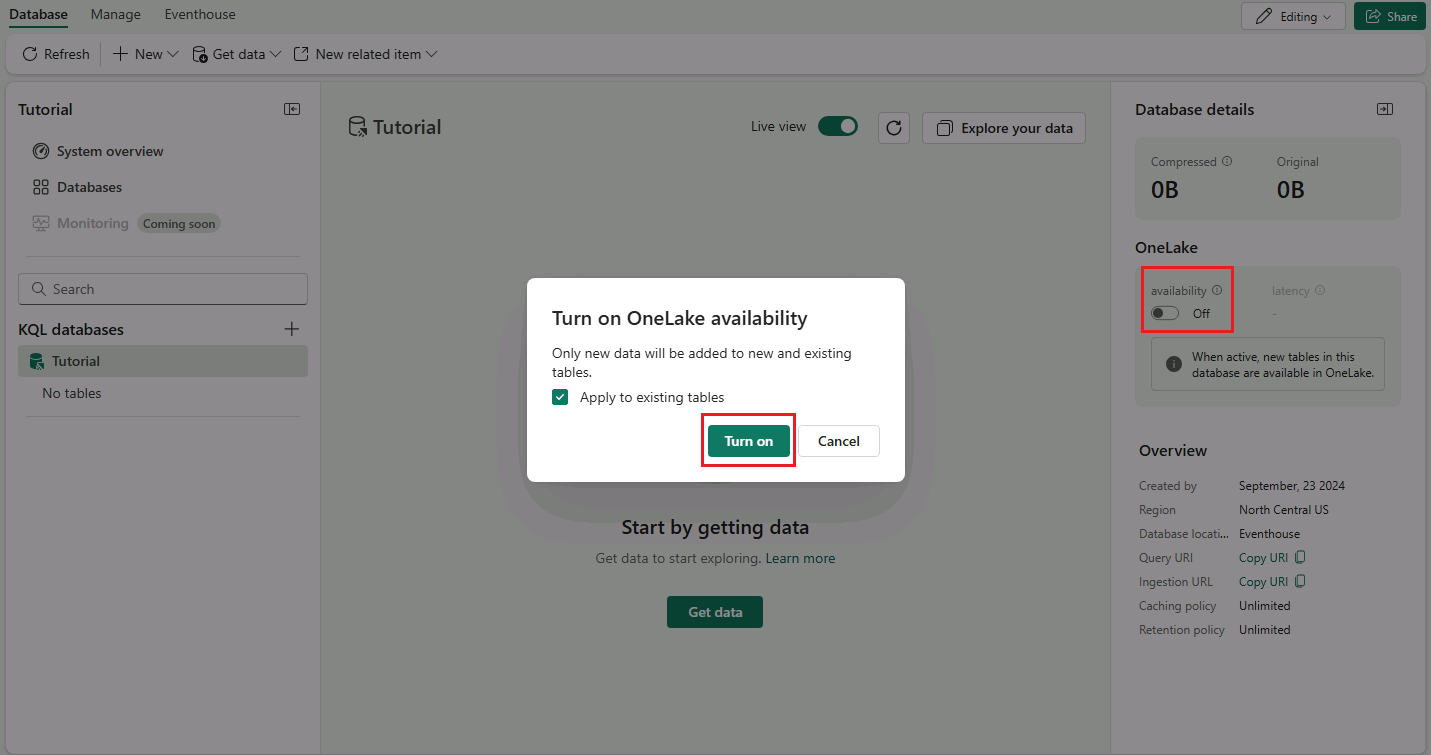 Database Manage Eventhouse
Editing Share
Refresh New Get data New related item
Tutorial
System overview
Databases
Monitoring Coming soon
Search
KQL databases
Tutorial
No tables
Tutorial
Live view Explore your data
Turn on OneLake availability
Only new data will be added to new and existing
tables.
Apply to existing tables
Turn on Cancel
Start by getting data
Get data to start exploring. Learn more
Get data
Database details
Compressed Original
0B 0B
OneLake
availability latency
Off -
When active, new tables in this
database are available in OneLake.
Overview
Created by September, 23 2024
Region North Central US
Database locati... Eventhouse
Query URI Copy URI
Ingestion URL Copy URI
Caching policy Unlimited
Retention policy Unlimited